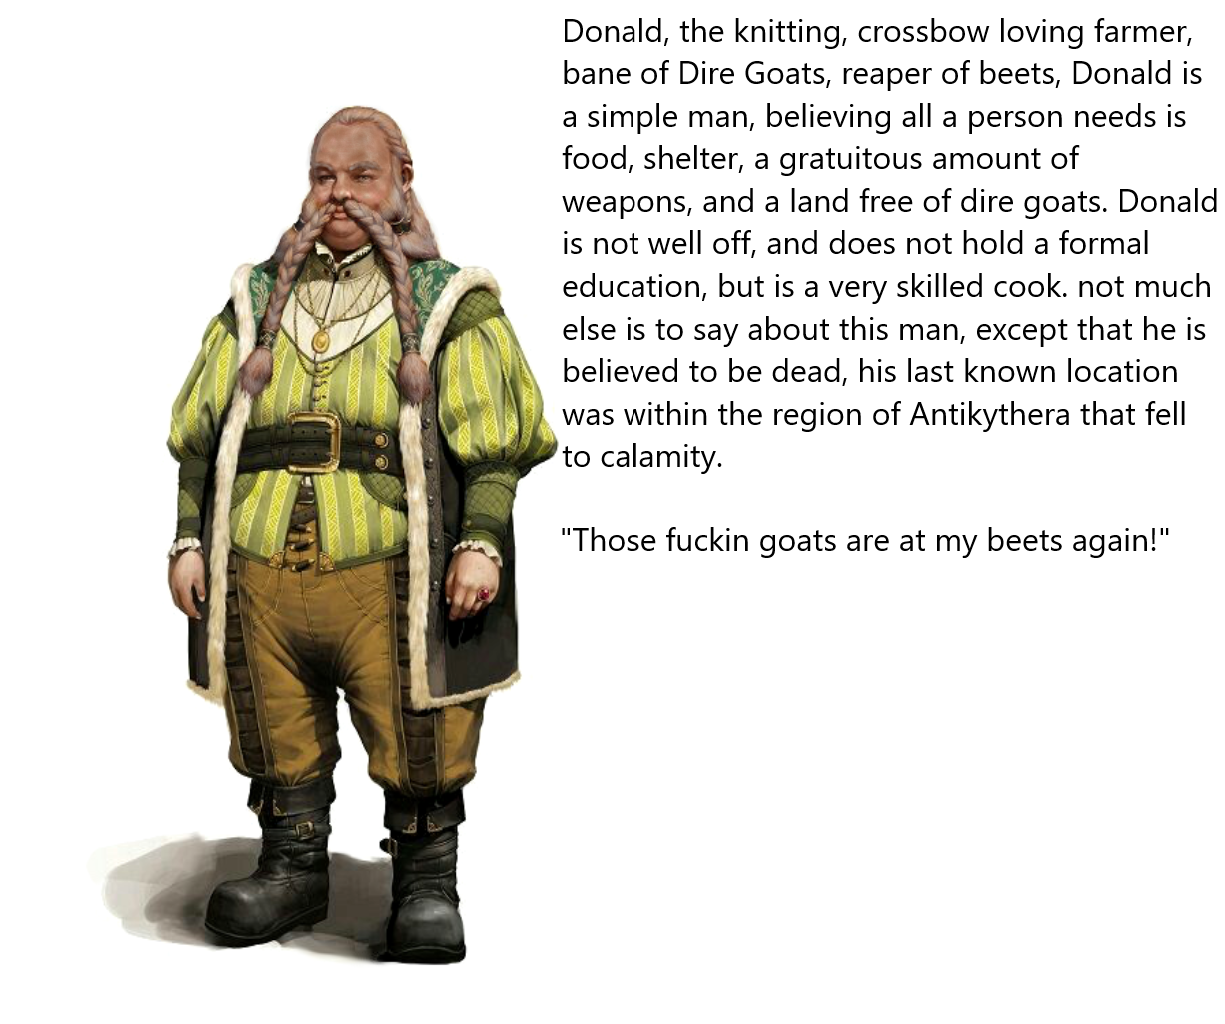 Donald, the knitting, crossbow loving farmer,
bane of Dire Goats, reaper of beets, Donald is
a simple man, believing all a person needs is
food, shelter, a gratuitous amount of
weapons, and a land free of dire goats. Donald
is not well off, and does not hold a formal
education, but is a very skilled cook. not much
else is to say about this man, except that he is
believed to be dead, his last known location
was within the region of Antikythera that fell
to calamity.
"Those fuckin goats are at my beets again!"